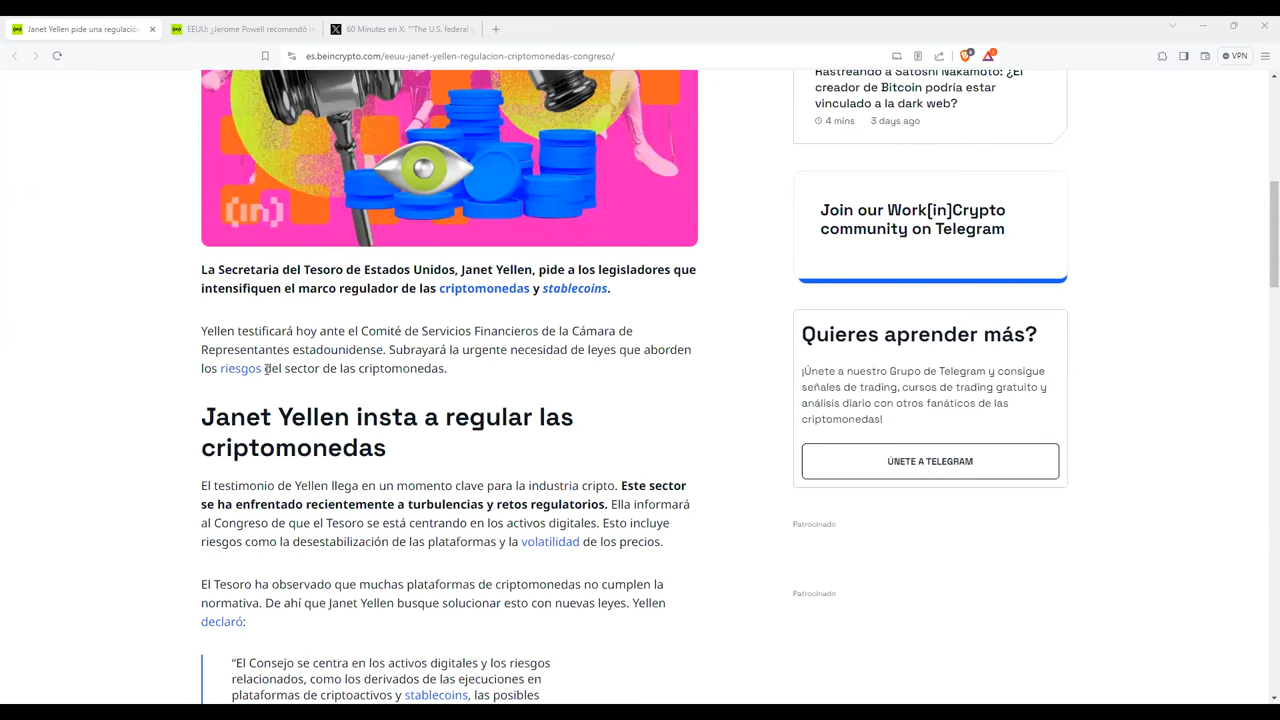 Janet Yellen pide una regulació
EEUU: ¿Jerome Powell recomendó in
60 Minutes en X: "“The U.S. federal g
es.beincrypto.com/eeuu-janet-yellen-regulacion-criptomonedas-congreso/
VPN
(in)
La Secretaria del Tesoro de Estados Unidos, Janet Yellen, pide a los legisladores que
intensifiquen el marco regulador de las criptomonedas y stablecoins.
Yellen testificará hoy ante el Comité de Servicios Financieros de la Cámara de
Representantes estadounidense. Subrayará la urgente necesidad de leyes que aborden
los riesgos del sector de las criptomonedas.
Janet Yellen insta a regular las
criptomonedas
El testimonio de Yellen llega en un momento clave para la industria cripto. Este sector
se ha enfrentado recientemente a turbulencias y retos regulatorios. Ella informará
al Congreso de que el Tesoro se está centrando en los activos digitales. Esto incluye
riesgos como la desestabilización de las plataformas y la volatilidad de los precios.
El Tesoro ha observado que muchas plataformas de criptomonedas no cumplen la
normativa. De ahí que Janet Yellen busque solucionar esto con nuevas leyes. Yellen
declaró:
“El Consejo se centra en los activos digitales y los riesgos
relacionados, como los derivados de las ejecuciones en
plataformas de criptoactivos y stablecoins, las posibles
Rastreando a Satoshi Nakamoto: ¿El
creador de Bitcoin podría estar
vinculado a la dark web?
4 mins 3 days ago
Join our Work[in]Crypto
community on Telegram
Quieres aprender más?
¡Únete a nuestro Grupo de Telegram y consigue
señales de trading, cursos de trading gratuito y
análisis diario con otros fanáticos de las
criptomonedas!
ÚNETE A TELEGRAM
Patrocinado
Patrocinado